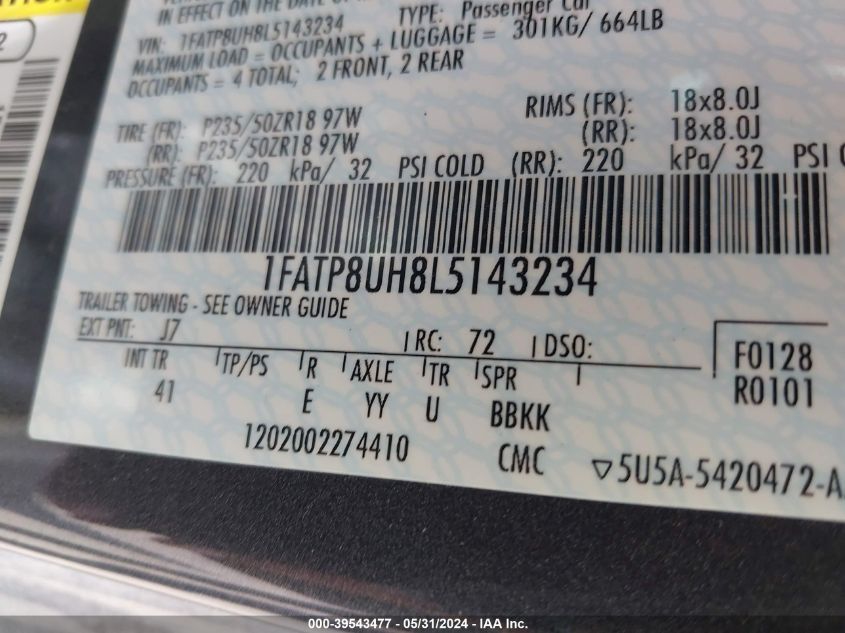 IN EFFECT ON THE DATE OF
VIN: 1FATP8UH8L5143234 TYPE: Passenger Car
MAXIMUM LOAD = OCCUPANTS + LUGGAGE = 301KG/ 664LB
OCCUPANTS = 4 TOTAL; 2 FRONT, 2 REAR
TIRE (FR): P235/50ZR18 97W RIMS (FR): 18x8.0J
(RR): P235/50ZR18 97W (RR): 18x8.0J
PRESSURE (FR): 220 kPa/ 32 PSI COLD (RR): 220 kPa/ 32 PSI
1FATP8UH8L5143234
TRAILER TOWING - SEE OWNER GUIDE
EXT PNT: J7 RC: 72 DSO:
INT TR TP/PS R AXLE TR SPR F0128
41 E YY U BBKK R0101
1202002274410 CMC 5U5A-5420472-A
000-39543477 — 05/31/2024 — IAA Inc.